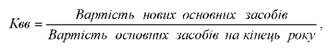 Квв = Вартість нових основних засобів
Вартість основних засобів на кінець року ,